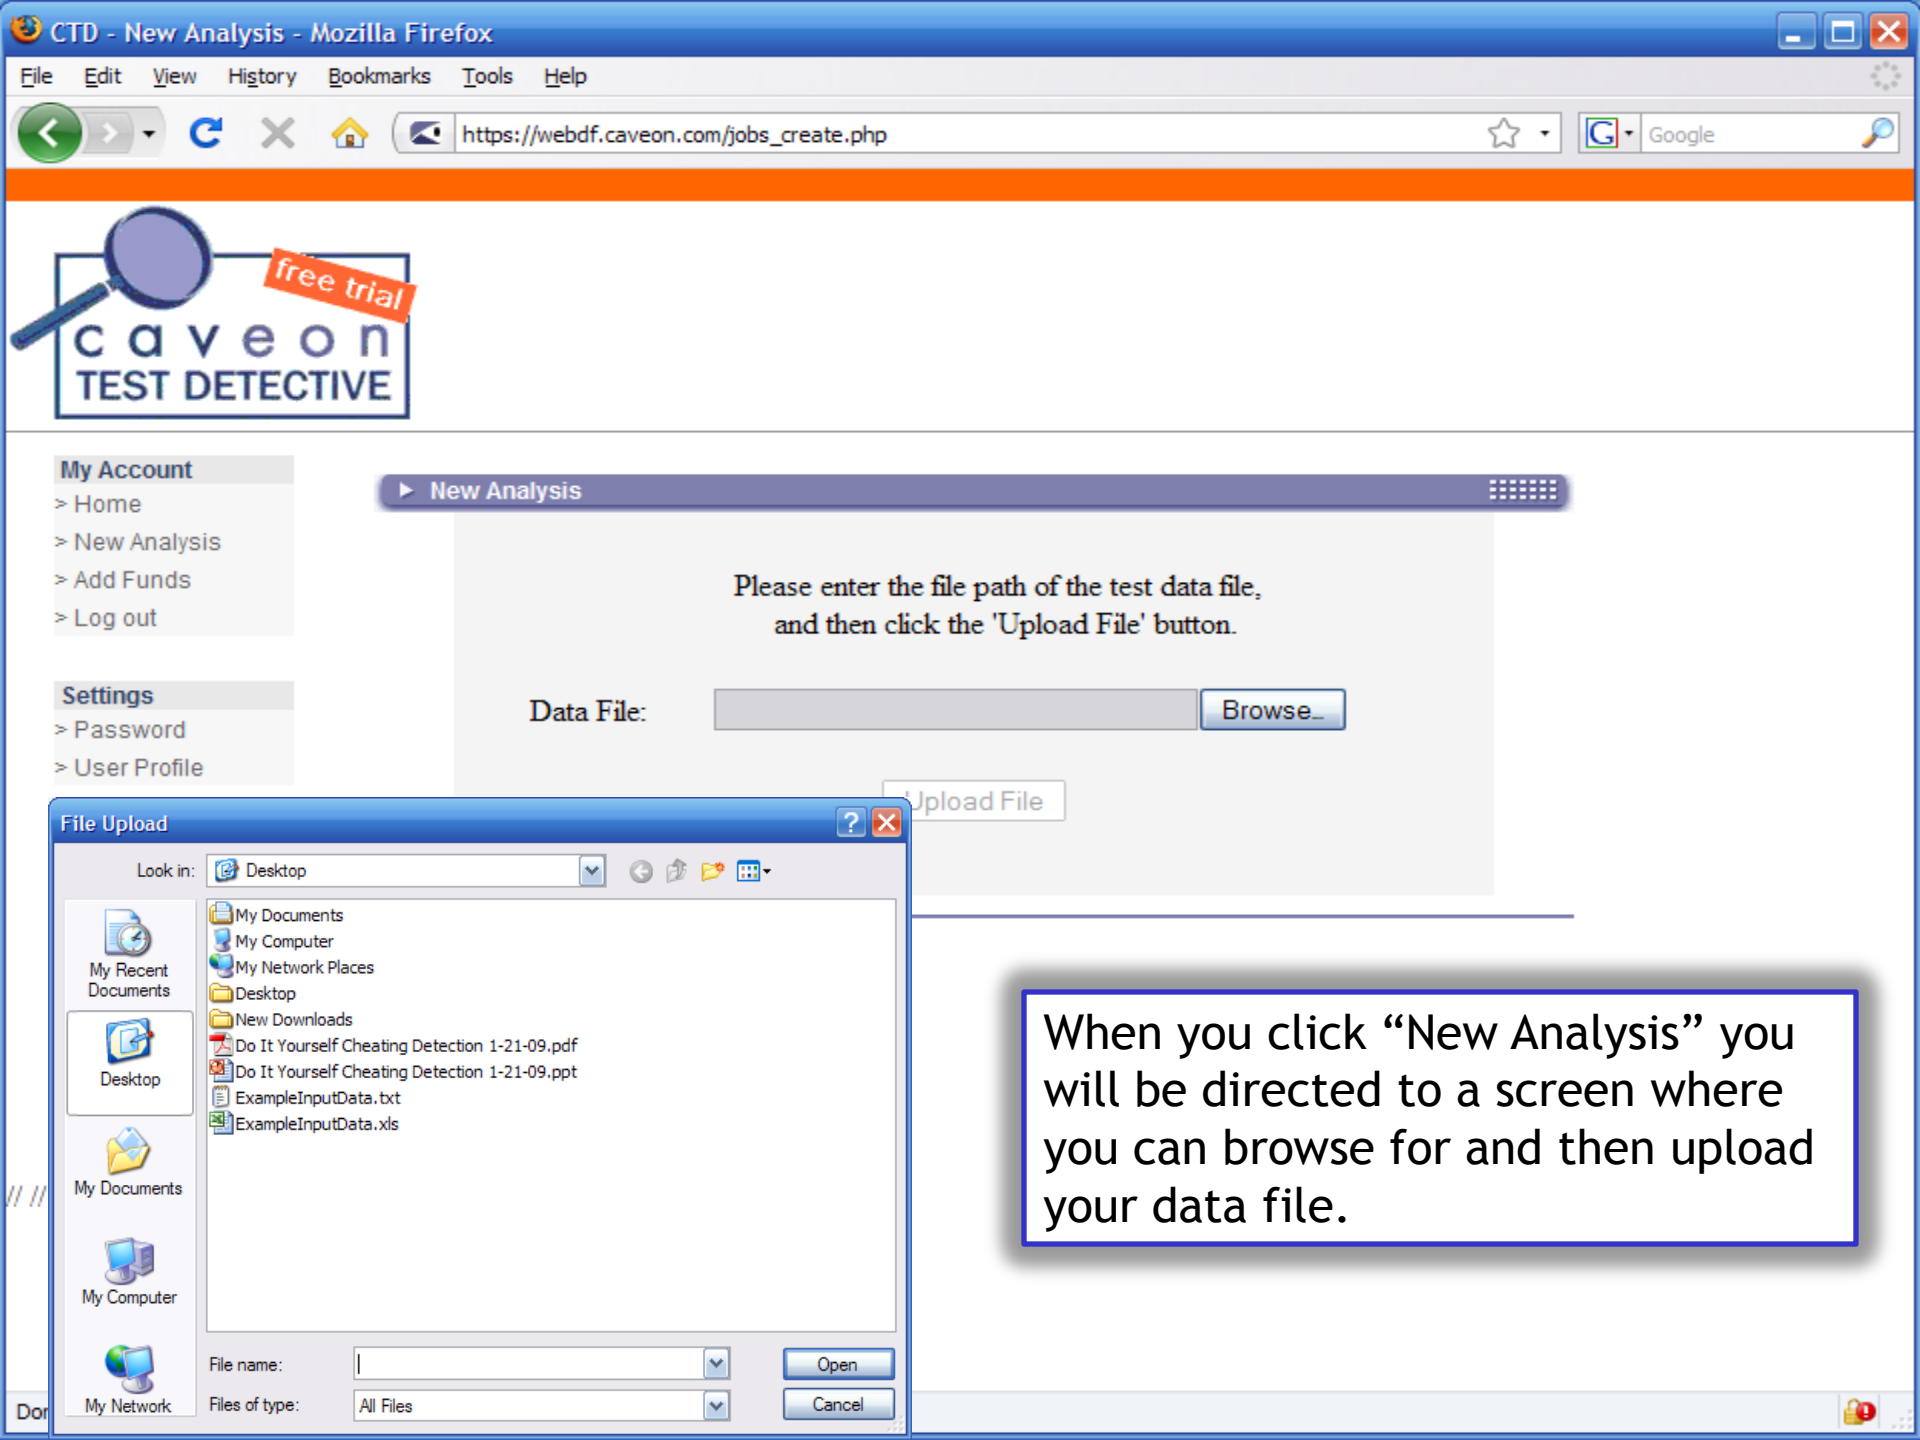 CTD - New Analysis - Mozilla Firefox
File Edit View History Bookmarks Tools Help
https://webdf.caveon.com/jobs_create.php
Google
free trial
caveon
TEST DETECTIVE
My Account
> Home
> New Analysis
> Add Funds
> Log out
Settings
> Password
> User Profile
New Analysis
Please enter the file path of the test data file,
and then click the 'Upload File' button.
Data File:
Browse...
Upload File
File Upload
Look in:
Desktop
My Recent
Documents
Desktop
My Documents
My Computer
My Network
My Documents
My Computer
My Network Places
Desktop
New Downloads
Do It Yourself Cheating Detection 1-21-09.pdf
Do It Yourself Cheating Detection 1-21-09.ppt
ExampleInputData.txt
ExampleInputData.xls
File name:
Open
Files of type:
All Files
Cancel
// //
When you click “New Analysis” you
will be directed to a screen where
you can browse for and then upload
your data file.